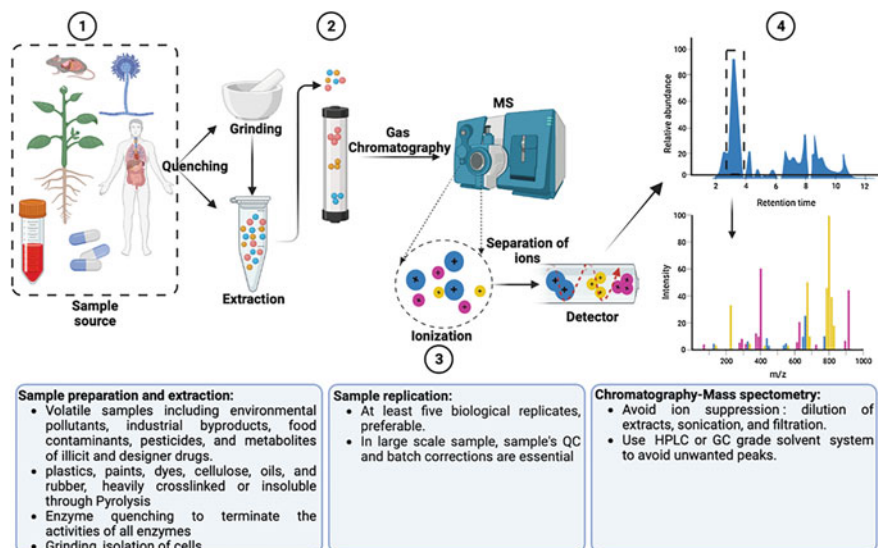 1
2
4
Quenching
Grinding
Extraction
Sample
source
Gas
Chromatography
MS
Separation of
ions
Ionization
Detector
3
Relative abundance
100
80
60
40
20
0
2 4 6 8 10 12
Retention time
Intensity
100
80
60
40
20
0
200 400 600 800 1000
m/z
Sample preparation and extraction:
• Volatile samples including environmental
pollutants, industrial byproducts, food
contaminants, pesticides, and metabolites
of illicit and designer drugs.
• plastics, paints, dyes, cellulose, oils, and
rubber, heavily crosslinked or insoluble
through Pyrolysis
• Enzyme quenching to terminate the
activities of all enzymes
• Grinding, isolation of cells
Sample replication:
• At least five biological replicates,
preferable.
• In large scale sample, sample's QC
and batch corrections are essential
Chromatography-Mass spectometry:
• Avoid ion suppression: dilution of
extracts, sonication, and filtration.
• Use HPLC or GC grade solvent system
to avoid unwanted peaks.